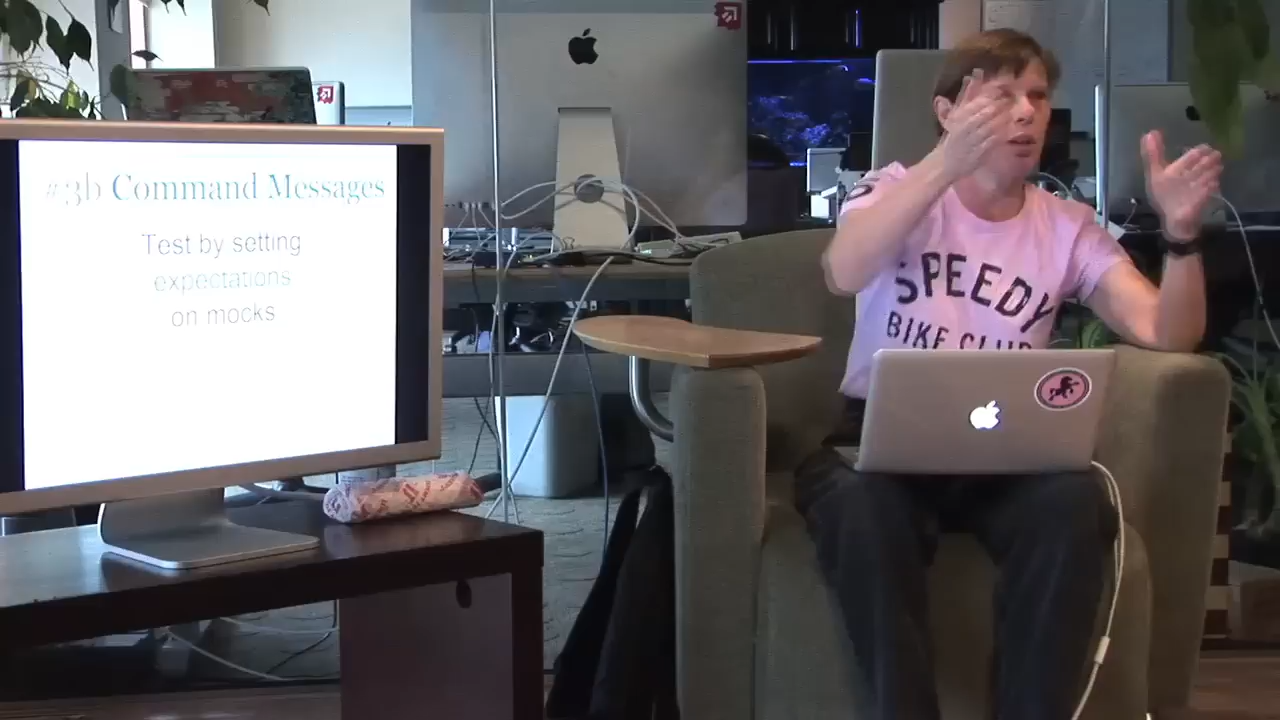 #3b Command Messages
Test by setting
expectations
on mocks
SPEEDY
BIKE CLUB